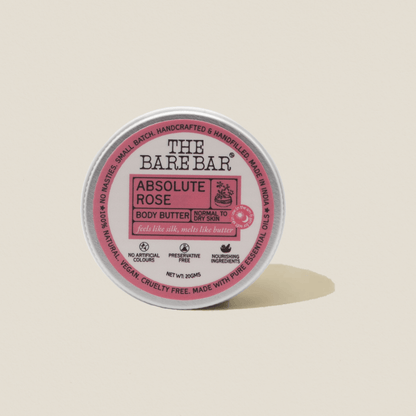 NO NASTIES. SMALL BATCH. HANDCRAFTED & HANDFILLED. MADE IN INDIA
THE
BARE BAR®
ABSOLUTE
ROSE
BODY BUTTER
NORMAL TO
DRY SKIN
feels like silk, melts like butter
NO ARTIFICIAL
COLOURS
PRESERVATIVE
FREE
NOURISHING
INGREDIENTS
NET WT: 20GMS
100% NATURAL. VEGAN. CRUELTY FREE. MADE WITH PURE ESSENTIAL OILS